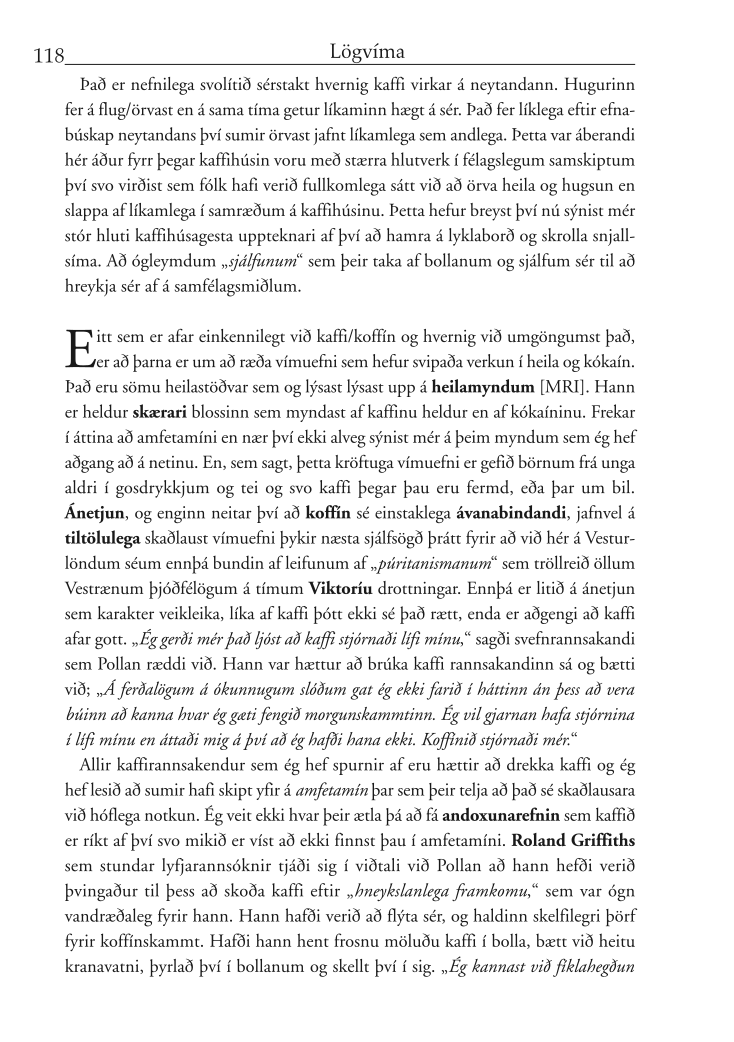 118
Lögvíma
Það er nefnilega svolítið sérstakt hvernig kaffi virkar á neytandann. Hugurinn
fer á flug/örvast en á sama tíma getur líkaminn hægt á sér. Það fer líklega eftir efna-
búskap neytandans því sumir örvast jafnt líkamlega sem andlega. Þetta var áberandi
hér áður fyrr þegar kaffihúsin voru með stærra hlutverk í félagslegum samskiptum
því svo virðist sem fólk hafi verið fullkomlega sátt við að örva heila og hugsun en
slappa af líkamlega í samræðum á kaffihúsinu. Þetta hefur breyst því nú sýnist mér
stór hluti kaffihúsagesta uppteknari af því að hamra á lyklaborð og skrolla snjall-
síma. Að ógleymdum „sjálfunum“ sem þeir taka af bollanum og sjálfum sér til að
hreykja sér af á samfélagsmiðlum.
Eitt sem er afar einkennilegt við kaffi/koffín og hvernig við umgöngumst það,
er að þarna er um að ræða vímuefni sem hefur svipaða verkun í heila og kókaín.
Það eru sömu heilastöðvar sem og lýsast lýsast upp á heilamyndum [MRI]. Hann
er heldur skærari blossinn sem myndast af kaffinu heldur en af kókaíninu. Frekar
í áttina að amfetamíni en nær því ekki alveg sýnist mér á þeim myndum sem ég hef
aðgang að á netinu. En, sem sagt, þetta kröftuga vímuefni er gefið börnum frá unga
aldri í gosdrykkjum og tei og svo kaffi þegar þau eru fermd, eða þar um bil.
Ánetjun, og enginn neitar því að koffín sé einstaklega ávanabindandi, jafnvel á
tiltölulega skaðlaust vímuefni þykir næsta sjálfsögð þrátt fyrir að við hér á Vestur-
löndum séum ennþá bundin af leifunum af „púritanismanum“ sem tröllreið öllum
Vestrænum þjóðfélögum á tímum Viktoríu drottningar. Ennþá er litið á ánetjun
sem karakter veikleika, líka af kaffi þótt ekki sé það rætt, enda er aðgengi að kaffi
afar gott. „Ég gerði mér það ljóst að kaffi stjórnaði lífi mínu,“ sagði svefnrannsakandi
sem Pollan ræddi við. Hann var hættur að brúka kaffi rannsakandinn sá og bætti
við; „Á ferðalögum á ókunnugum slóðum gat ég ekki farið í háttinn án þess að vera
búinn að kanna hvar ég gæti fengið morgunskammtinn. Ég vil gjarnan hafa stjórnina
í lífi mínu en áttaði mig á því að ég hafði hana ekki. Koffínið stjórnaði mér.“
Allir kaffirannsakendur sem ég hef spurnir af eru hættir að drekka kaffi og ég
hef lesið að sumir hafi skipt yfir á amfetamín þar sem þeir telja að það sé skaðlausara
við hóflega notkun. Ég veit ekki hvar þeir ætla þá að fá andoxunarefnin sem kaffið
er ríkt af því svo mikið er víst að ekki finnst þau í amfetamíni. Roland Griffiths
sem stundar lyfjarannsóknir tjáði sig í viðtali við Pollan að hann hefði verið
þvingaður til þess að skoða kaffi eftir „hneykslanlega framkomu,“ sem var ógn
vandræðaleg fyrir hann. Hann hafði verið að flýta sér, og haldinn skelfilegri þörf
fyrir koffínskammt. Hafði hann hent frosnu möluðu kaffi í bolla, bætt við heitu
kranavatni, þyrlað því í bollanum og skellt því í sig. „Ég kannast við fíklahegðun